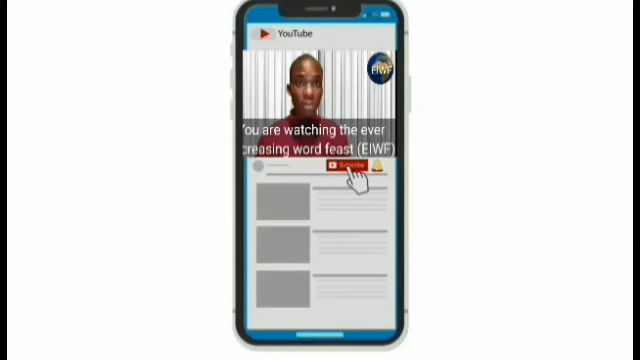 YouTube
EIWF
You are watching the ever
creasing word feast (EIWF)
Subscribe